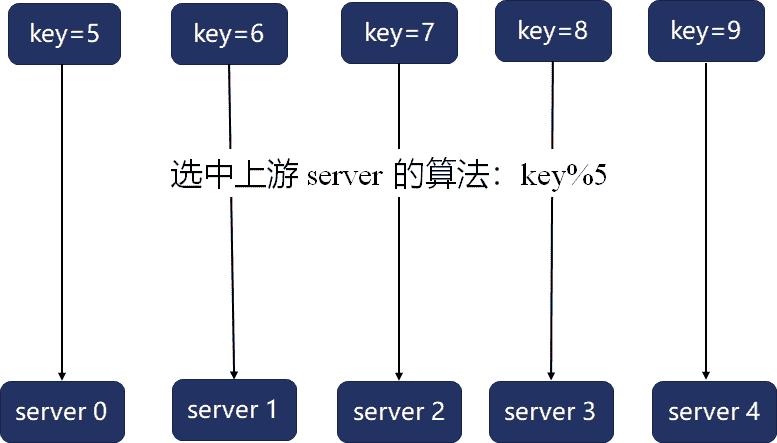 key=5
key=6
key=7
key=8
key=9
选中上游 server 的算法：key%5
server 0
server 1
server 2
server 3
server 4